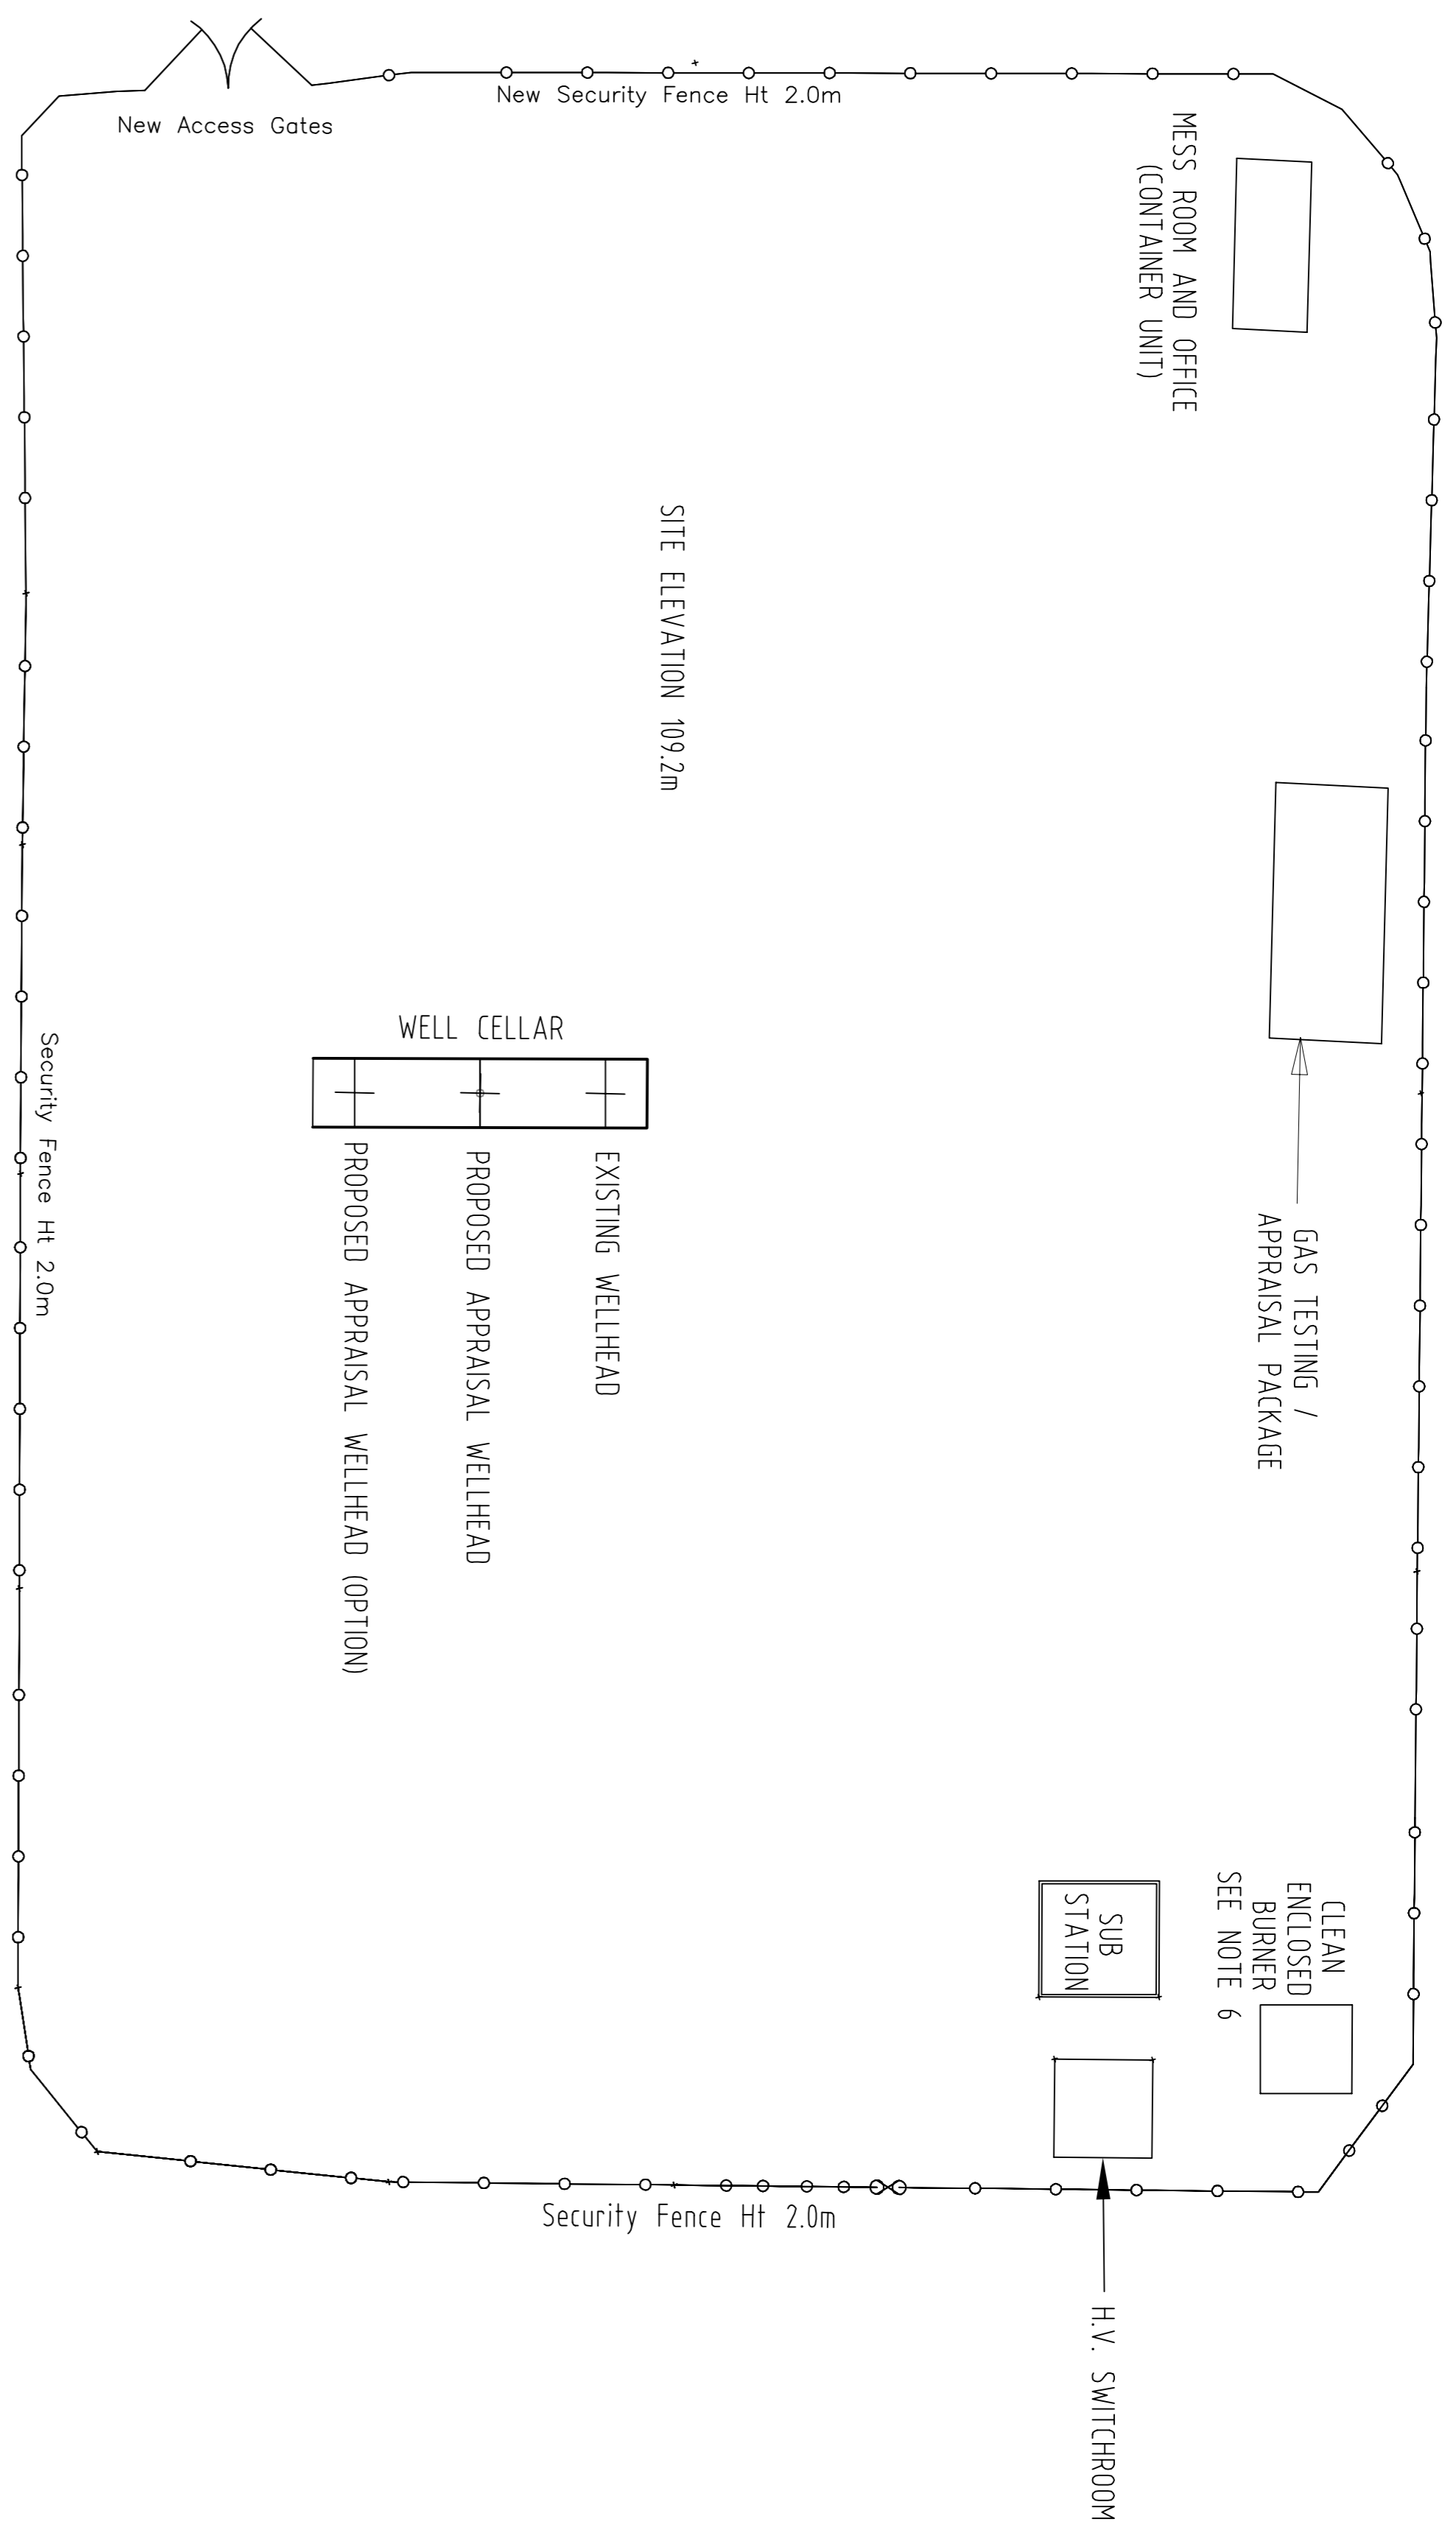 New Security Fence Ht 2.0m
New Access Gates
MESS ROOM AND OFFICE
(CONTAINER UNIT)
SITE ELEVATION 109.2m
WELL CELLAR
EXISTING WELLHEAD
PROPOSED APPRAISAL WELLHEAD
PROPOSED APPRAISAL WELLHEAD (OPTION)
Security Fence Ht 2.0m
GAS TESTING /
APPRAISAL PACKAGE
CLEAN
ENCLOSED
BURNER
SEE NOTE 6
SUB
STATION
Security Fence Ht 2.0m
H.V. SWITCHROOM